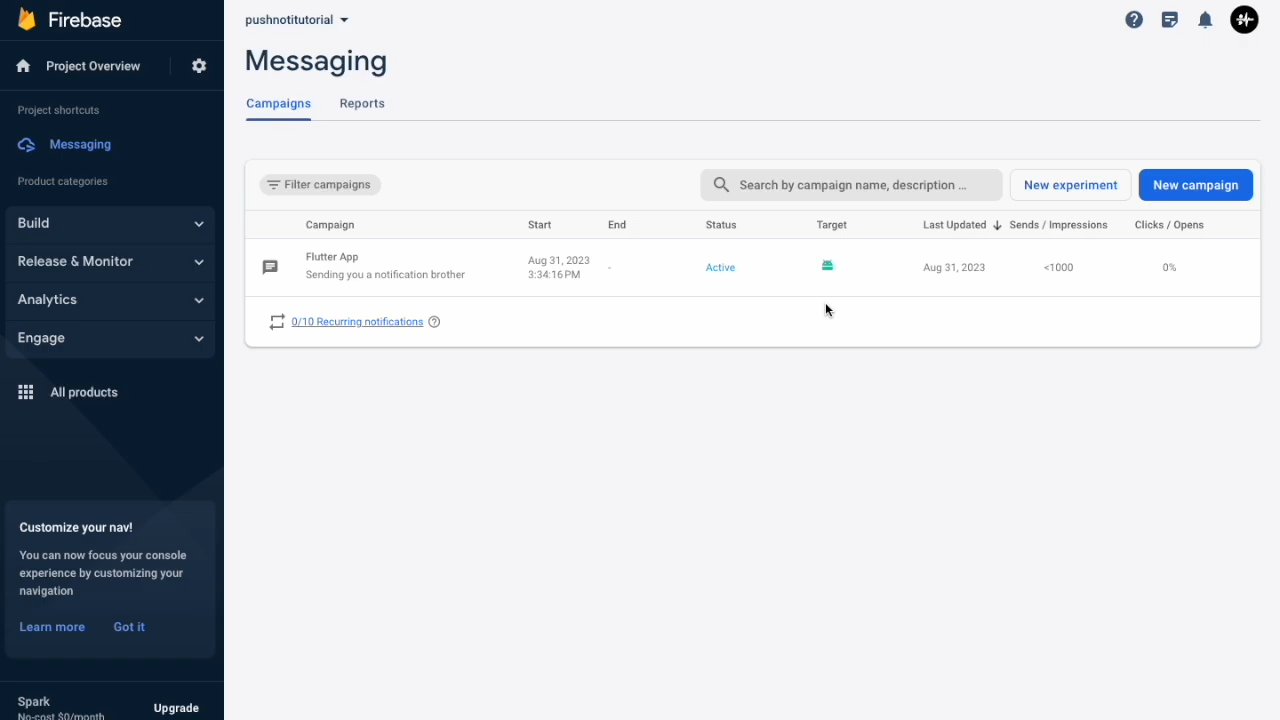 Firebase
pushnotitutorial
Project Overview
Messaging
Campaigns
Reports
Project shortcuts
Messaging
Product categories
Build
Release & Monitor
Analytics
Engage
All products
Filter campaigns
Search by campaign name, description ...
New experiment
New campaign
Campaign Start End Status Target Last Updated Sends / Impressions Clicks / Opens
Flutter App
Sending you a notification brother
Aug 31, 2023
3:34:16 PM
-
Active
Aug 31, 2023
<1000
0%
0/10 Recurring notifications
Customize your nav!
You can now focus your console
experience by customizing your
navigation
Learn more
Got it
Spark
No-cost $0/month
Upgrade